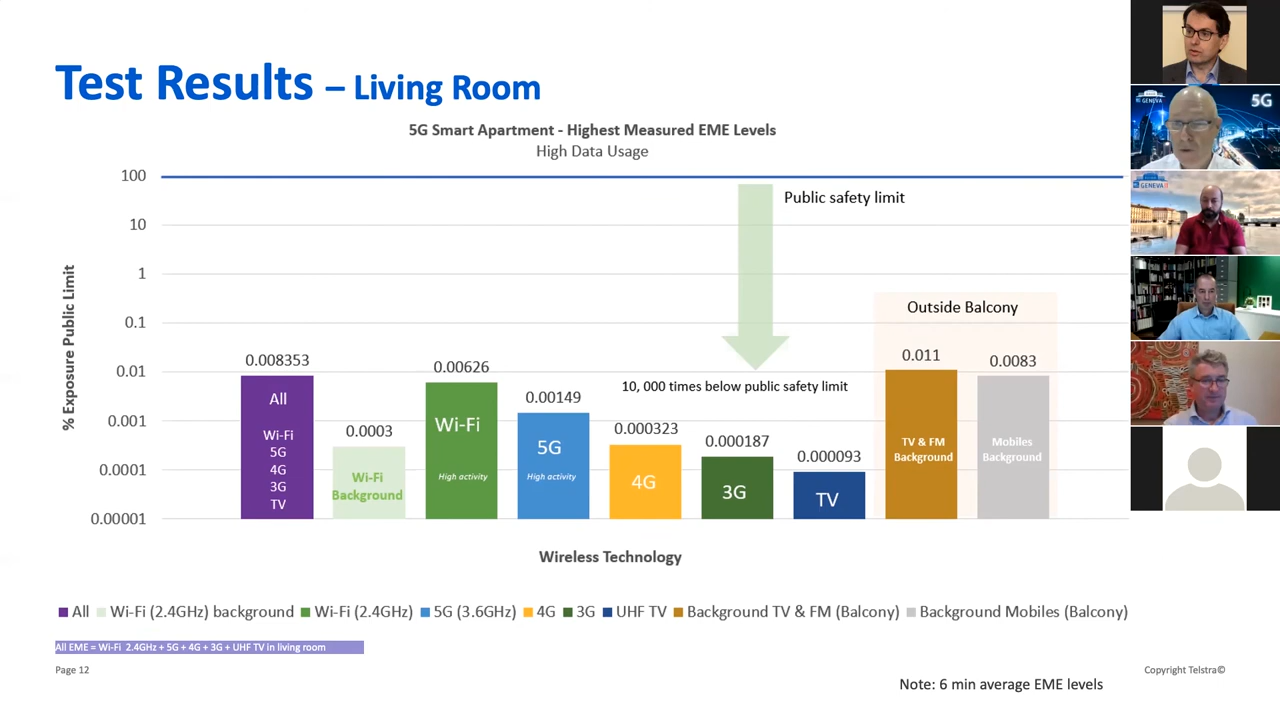 Test Results – Living Room
5G Smart Apartment - Highest Measured EME Levels
High Data Usage
100
10
1
0.1
0.01
0.001
0.0001
0.00001
% Exposure Public Limit
Public safety limit
10, 000 times below public safety limit
Outside Balcony
0.008353
All
Wi-Fi
5G
4G
3G
TV
0.0003
Wi-Fi
Background
0.00626
Wi-Fi
High activity
0.00149
5G
High activity
0.000323
4G
0.000187
3G
0.000093
TV
0.011
TV & FM
Background
0.0083
Mobiles
Background
Wireless Technology
All Wi-Fi (2.4GHz) background Wi-Fi (2.4GHz) 5G (3.6GHz) 4G 3G UHF TV Background TV & FM (Balcony) Background Mobiles (Balcony)
All EME = Wi-Fi 2.4GHz + 5G + 4G + 3G + UHF TV in living room
Page 12
Copyright Telstra©
Note: 6 min average EME levels
GENEVA
5G
GENEVA